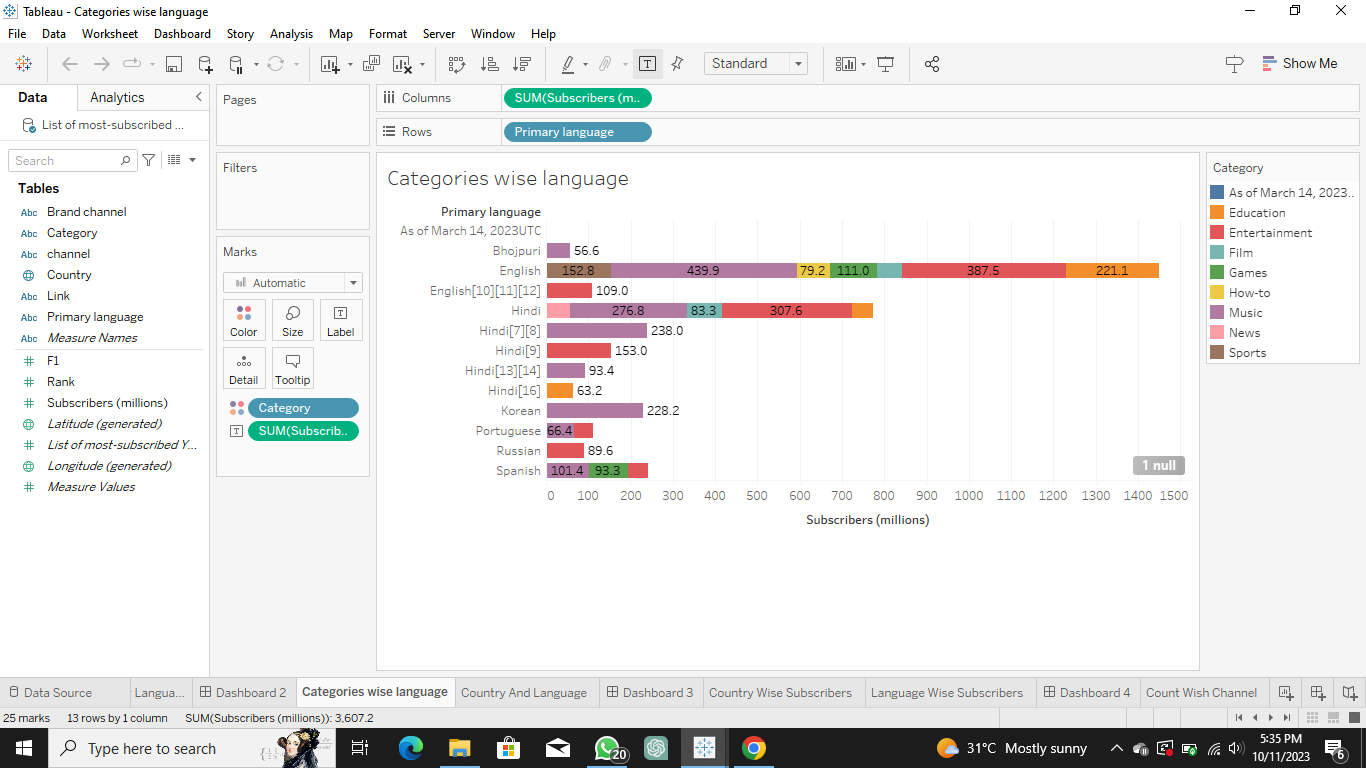 Tableau - Categories wise language
File Data Worksheet Dashboard Story Analysis Map Format Server Window Help
Standard
Show Me
Data Analytics
List of most-subscribed ...
Search
Tables
Abc Brand channel
Abc Category
Abc channel
Country
Abc Link
Abc Primary language
Abc Measure Names
F1
Rank
Subscribers (millions)
Latitude (generated)
List of most-subscribed Y...
Longitude (generated)
Measure Values
Pages
Filters
Marks
Automatic
Color Size Label
Detail Tooltip
Category
SUM(Subscrib..
Columns SUM(Subscribers (m..
Rows Primary language
Categories wise language
Primary language
As of March 14, 2023UTC
Bhojpuri 56.6
English 152.8 439.9 79.2 111.0 387.5 221.1
English[10][11][12] 109.0
Hindi 276.8 83.3 307.6
Hindi[7][8] 238.0
Hindi[9] 153.0
Hindi[13][14] 93.4
Hindi[16] 63.2
Korean 228.2
Portuguese 66.4
Russian 89.6
Spanish 101.4 93.3
1 null
0 100 200 300 400 500 600 700 800 900 1000 1100 1200 1300 1400 1500
Subscribers (millions)
Category
As of March 14, 2023..
Education
Entertainment
Film
Games
How-to
Music
News
Sports
Data Source Langua... Dashboard 2 Categories wise language Country And Language Dashboard 3 Country Wise Subscribers Language Wise Subscribers Dashboard 4 Count Wish Channel
25 marks 13 rows by 1 column SUM(Subscribers (millions)): 3,607.2
Type here to search
20
31°C Mostly sunny
5:35 PM
10/11/2023
6